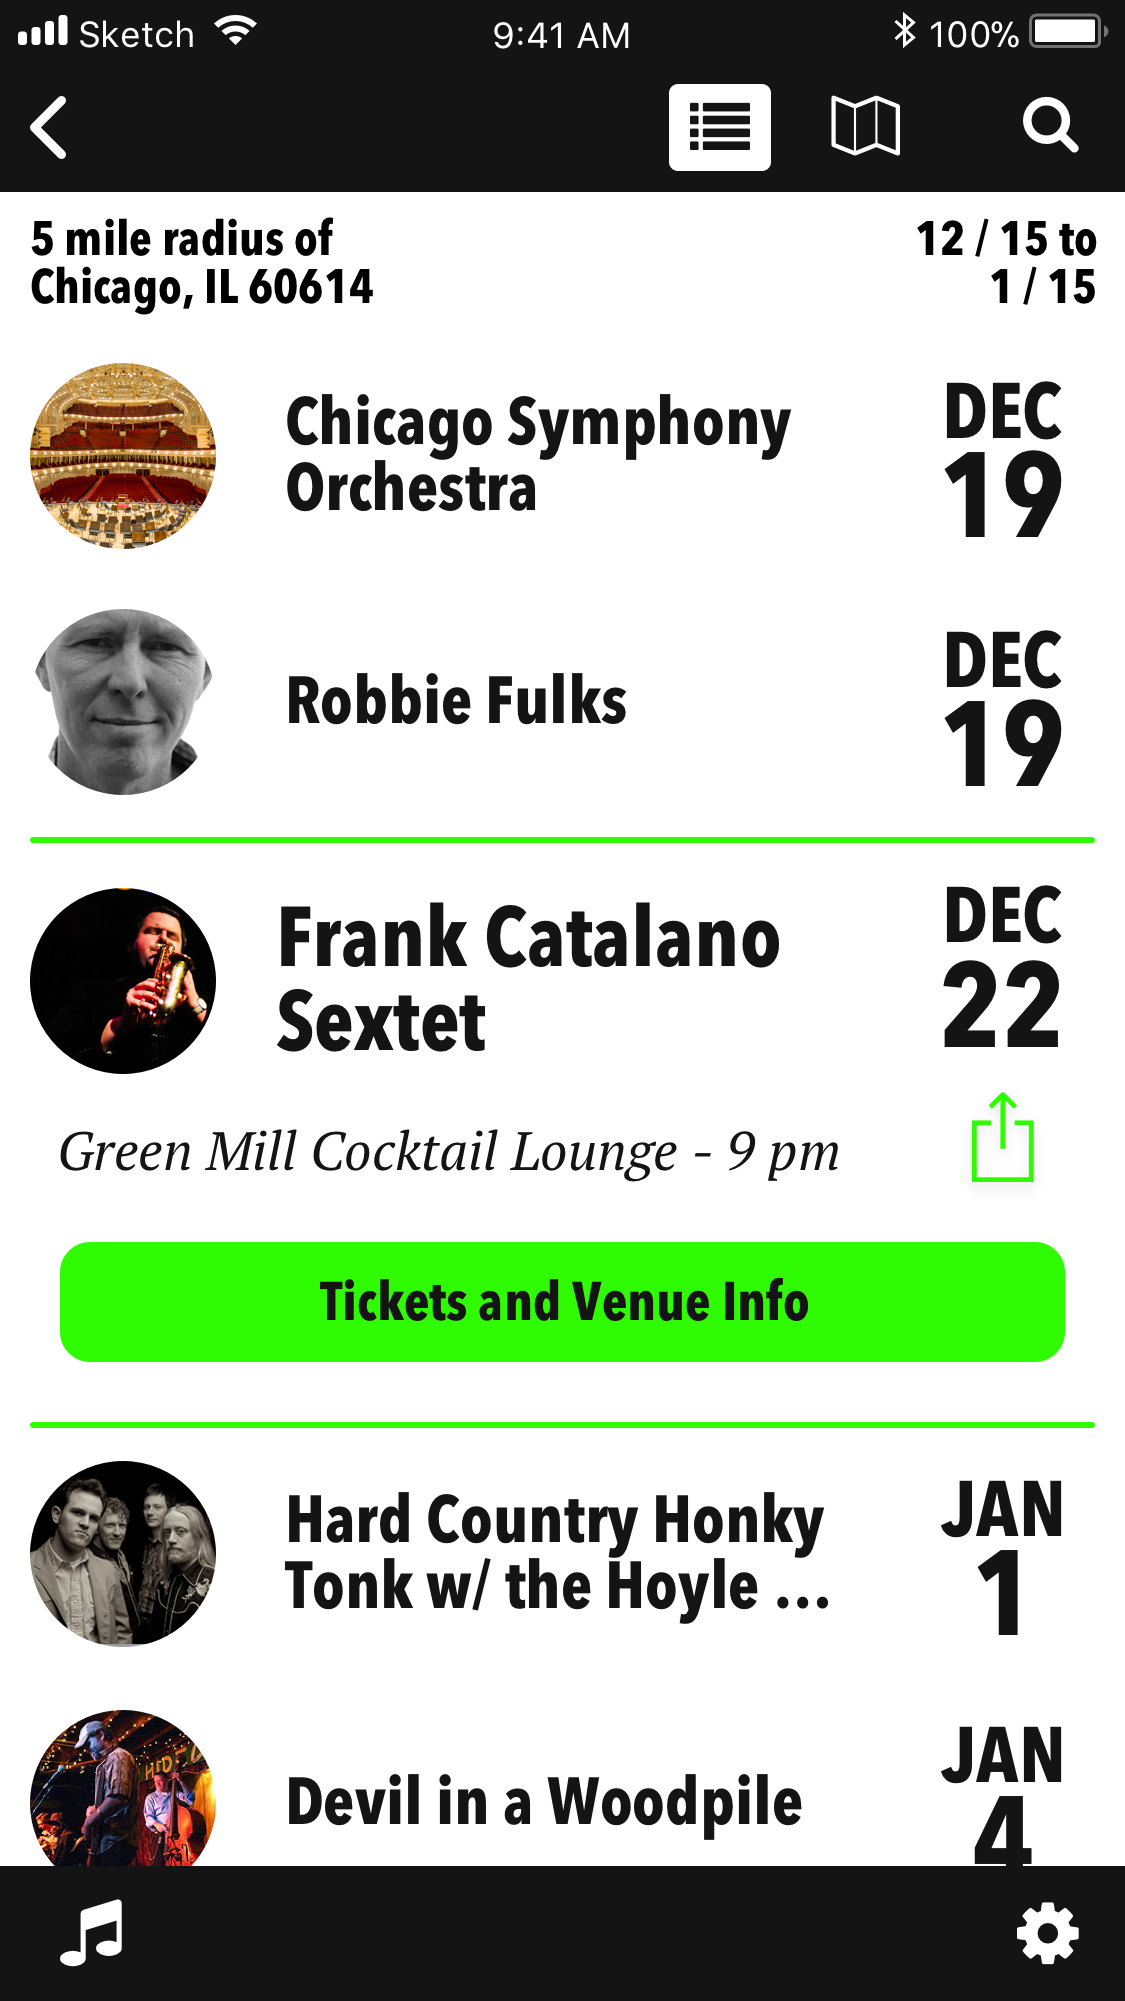 Sketch 9:41 AM 100%
5 mile radius of
Chicago, IL 60614
12 / 15 to
1 / 15
Chicago Symphony
Orchestra
DEC
19
Robbie Fulks
DEC
19
Frank Catalano
Sextet
DEC
22
Green Mill Cocktail Lounge - 9 pm
Tickets and Venue Info
Hard Country Honky
Tonk w/ the Hoyle ...
JAN
1
HIDEO
Devil in a Woodpile
JAN
4